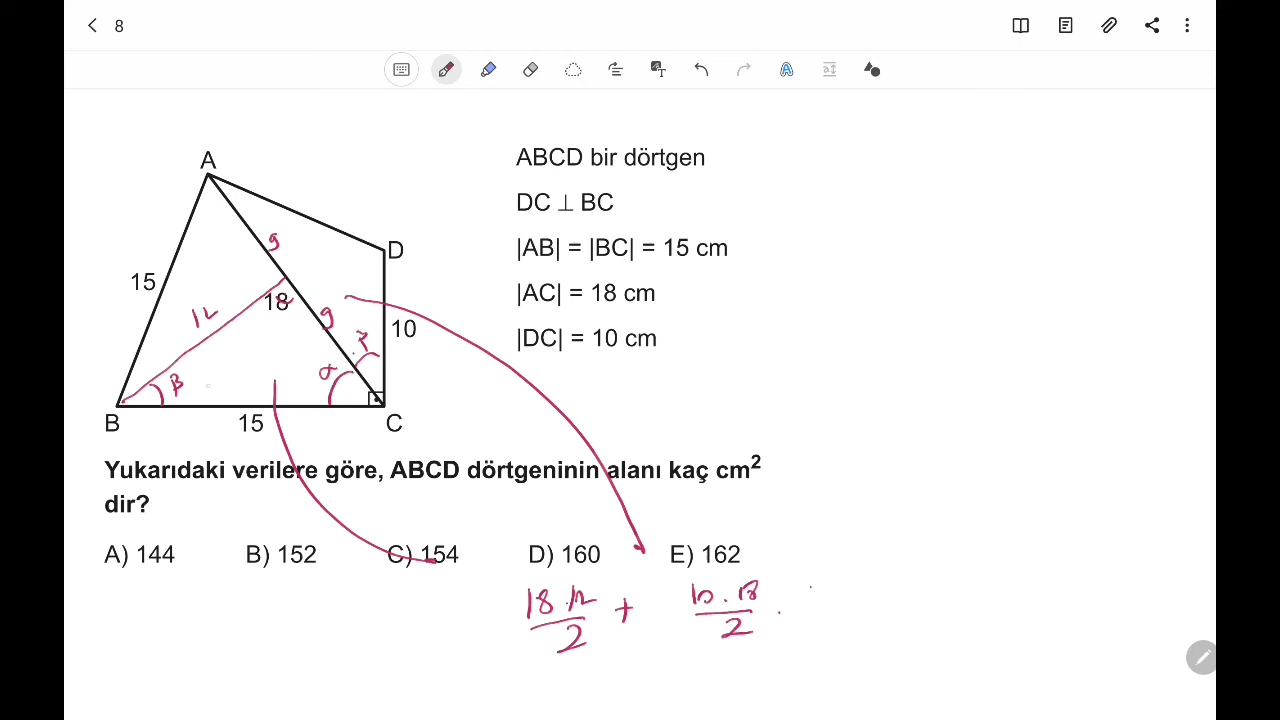 8
A
ABCD bir dörtgen
DC ⊥ BC
|AB| = |BC| = 15 cm
|AC| = 18 cm
|DC| = 10 cm
9
D
15
18
12
9
10
β
α
β
B
15
C
Yukarıdaki verilere göre, ABCD dörtgeninin alanı kaç cm²
dir?
A) 144 B) 152 C) 154 D) 160 E) 162
18 . 12 / 2 + 10 . 18 / 2 .